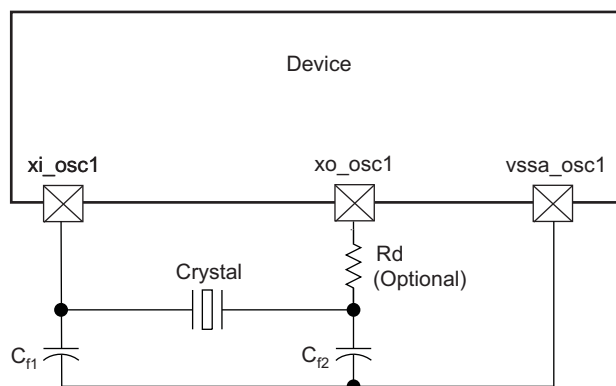 Device
xi_osc1
xo_osc1
vssa_osc1
Rd
(Optional)
Crystal
Cf1
Cf2